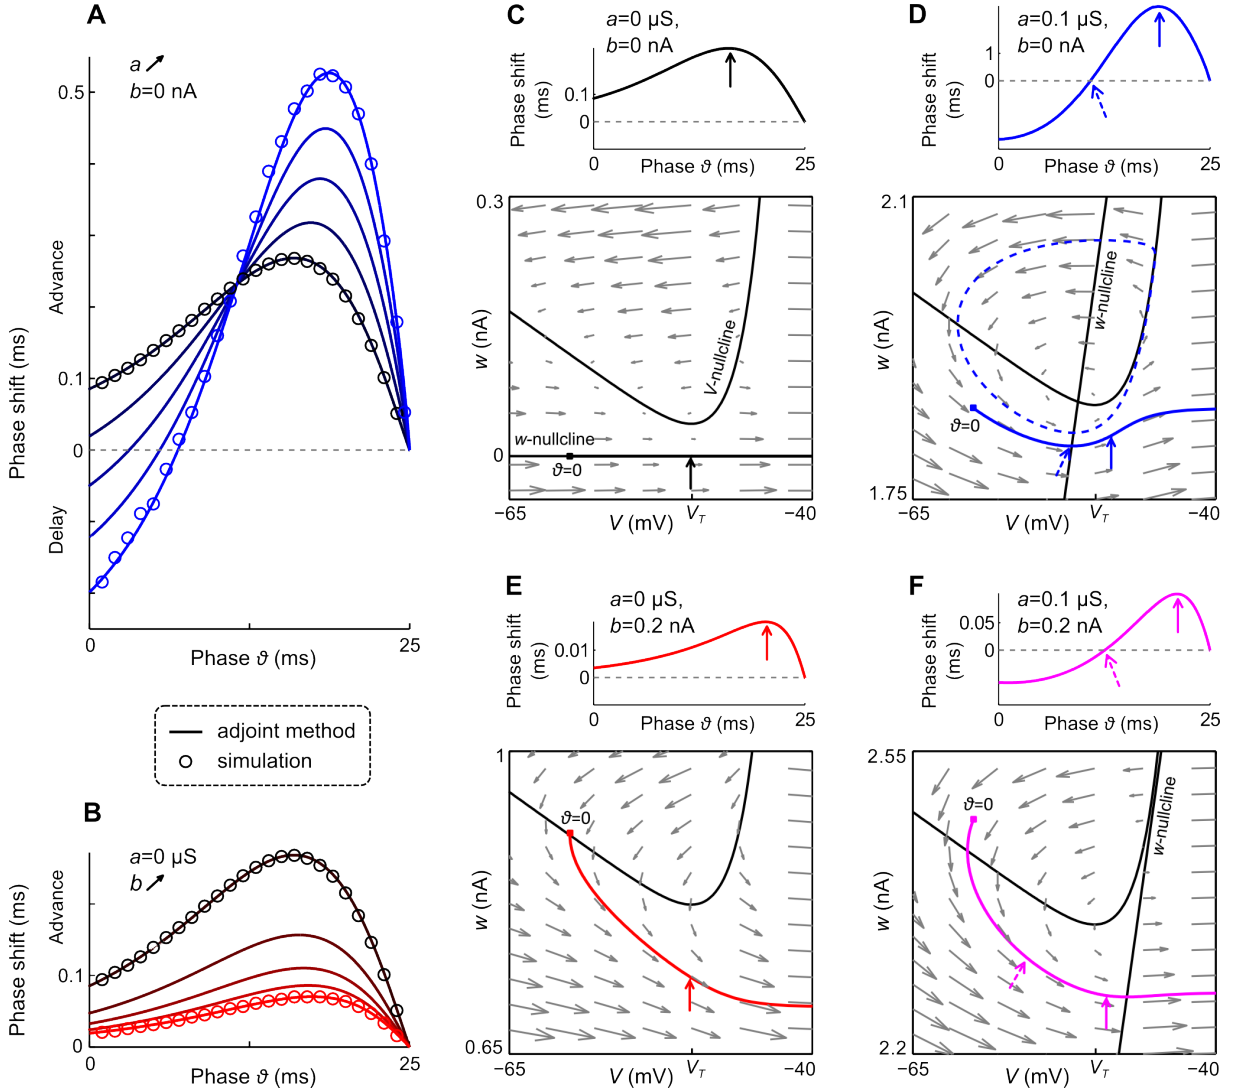 A
a
b=0 nA
0.5
Advance
0.1
0
Delay
Phase shift (ms)
0
25
Phase ϑ (ms)
adjoint method
simulation
B
a=0 µS
b
Phase shift (ms)
Advance
0.1
0
0
25
Phase ϑ (ms)
C
a=0 µS,
b=0 nA
Phase shift
(ms)
0.1
0
0
25
Phase ϑ (ms)
0.3
w (nA)
V-nullcline
w-nullcline
0
ϑ=0
−65
V (mV)
V_T
−40
D
a=0.1 µS,
b=0 nA
Phase shift
(ms)
1
0
0
25
Phase ϑ (ms)
2.1
w (nA)
w-nullcline
ϑ=0
1.75
−65
V (mV)
V_T
−40
E
a=0 µS,
b=0.2 nA
Phase shift
(ms)
0.01
0
0
25
Phase ϑ (ms)
1
w (nA)
ϑ=0
0.65
−65
V (mV)
V_T
−40
F
a=0.1 µS,
b=0.2 nA
Phase shift
(ms)
0.05
0
0
25
Phase ϑ (ms)
2.55
w (nA)
ϑ=0
w-nullcline
2.2
−65
V (mV)
V_T
−40